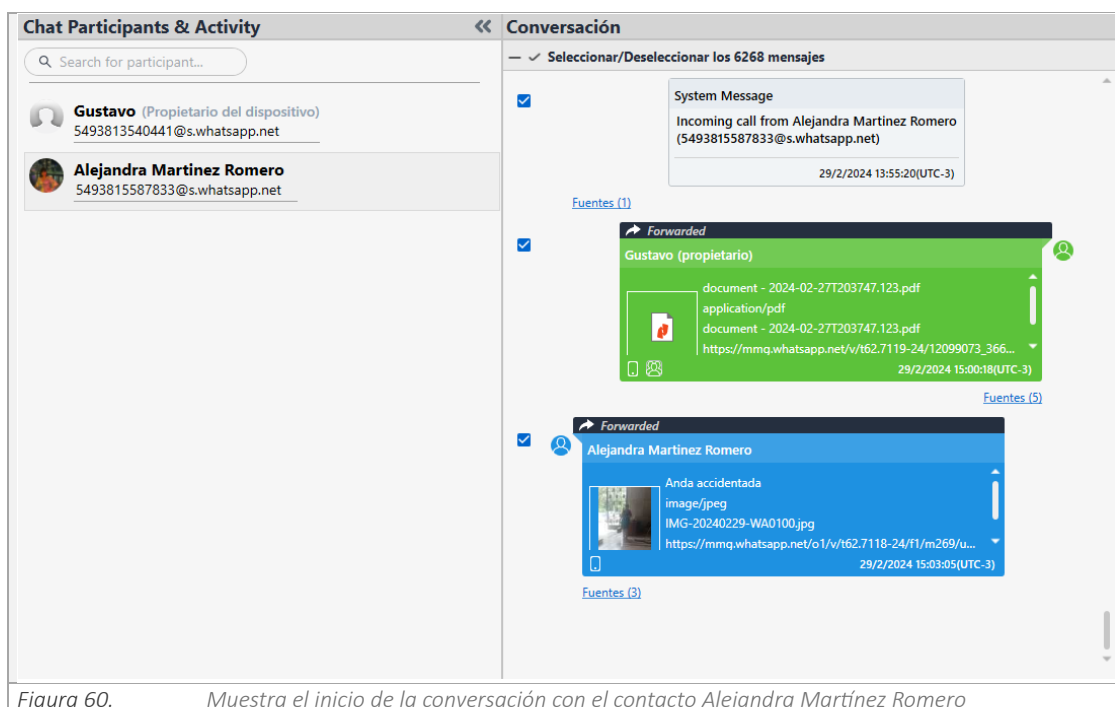 Chat Participants & Activity
Search for participant...
Gustavo (Propietario del dispositivo)
5493813540441@s.whatsapp.net
Alejandra Martinez Romero
5493815587833@s.whatsapp.net
Conversación
Seleccionar/Deseleccionar los 6268 mensajes
System Message
Incoming call from Alejandra Martinez Romero
(5493815587833@s.whatsapp.net)
29/2/2024 13:55:20(UTC-3)
Fuentes (1)
Forwarded
Gustavo (propietario)
document - 2024-02-27T203747.123.pdf
application/pdf
document - 2024-02-27T203747.123.pdf
https://mmg.whatsapp.net/v/t62.7119-24/12099073_366...
29/2/2024 15:00:18(UTC-3)
Fuentes (5)
Forwarded
Alejandra Martinez Romero
Anda accidentada
image/jpeg
IMG-20240229-WA0100.jpg
https://mmg.whatsapp.net/o1/v/t62.7118-24/f1/m269/u...
29/2/2024 15:03:05(UTC-3)
Fuentes (3)
Figura 60. Muestra el inicio de la conversación con el contacto Alejandra Martínez Romero